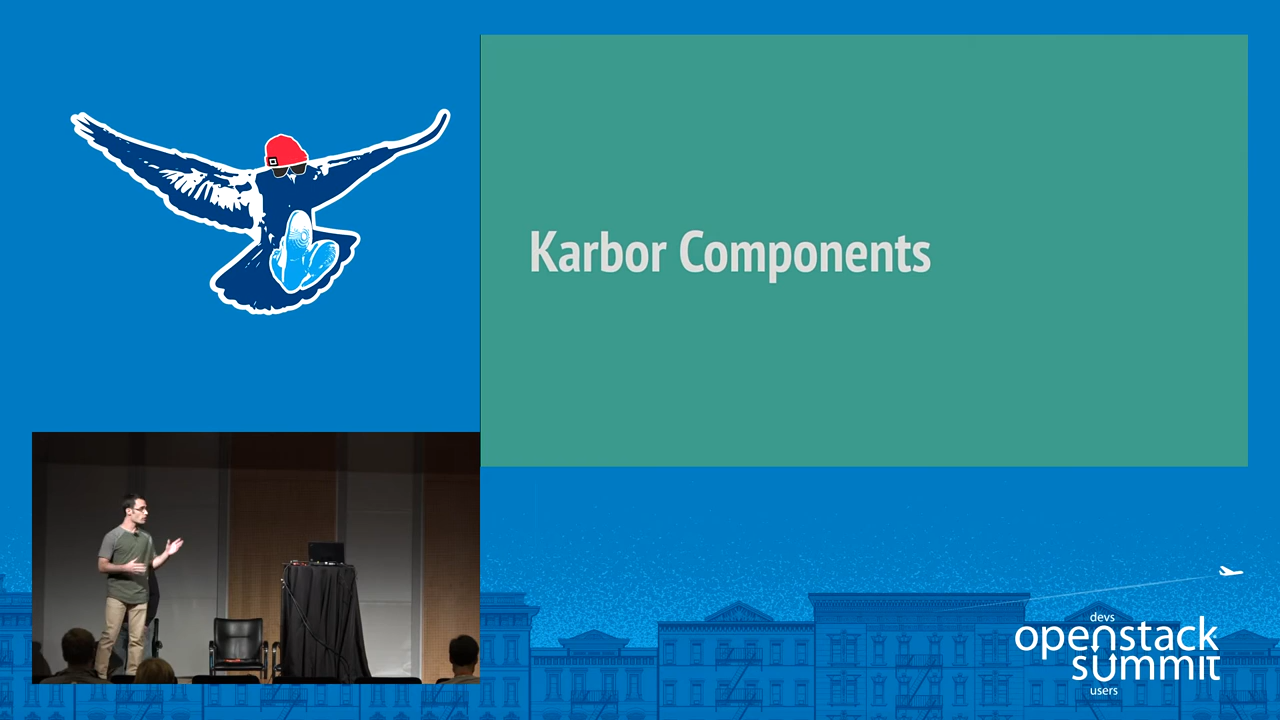 Karbor Components
devs
openstack
summit
users